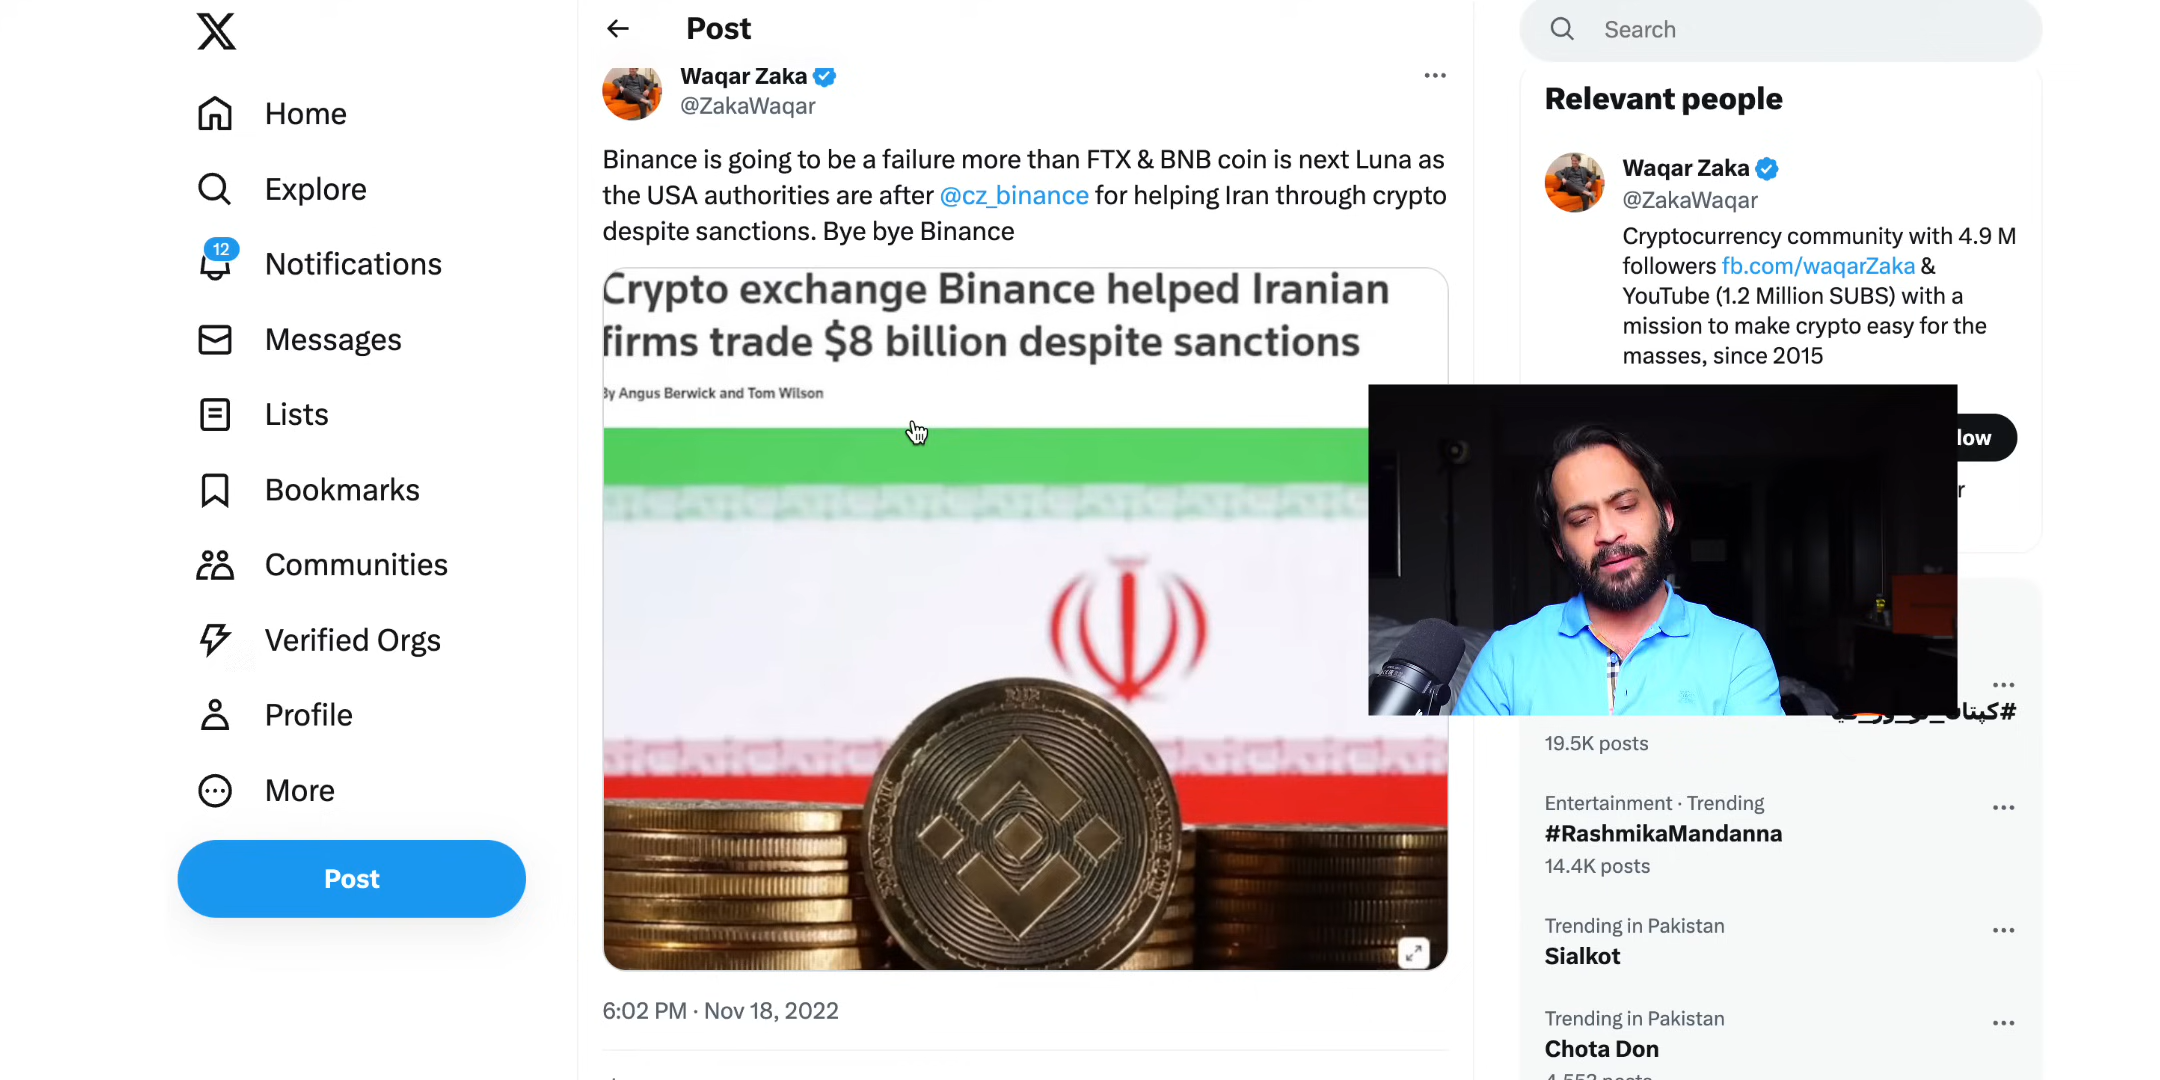 Home
Explore
12
Notifications
Messages
Lists
Bookmarks
Communities
Verified Orgs
Profile
More
Post
Post
Waqar Zaka
@ZakaWaqar
Binance is going to be a failure more than FTX & BNB coin is next Luna as
the USA authorities are after @cz_binance for helping Iran through crypto
despite sanctions. Bye bye Binance
Crypto exchange Binance helped Iranian
firms trade $8 billion despite sanctions
By Angus Berwick and Tom Wilson
6:02 PM · Nov 18, 2022
Search
Relevant people
Waqar Zaka
@ZakaWaqar
Cryptocurrency community with 4.9 M
followers fb.com/waqarZaka &
YouTube (1.2 Million SUBS) with a
mission to make crypto easy for the
masses, since 2015
19.5K posts
Entertainment · Trending
#RashmikaMandanna
14.4K posts
Trending in Pakistan
Sialkot
Trending in Pakistan
Chota Don